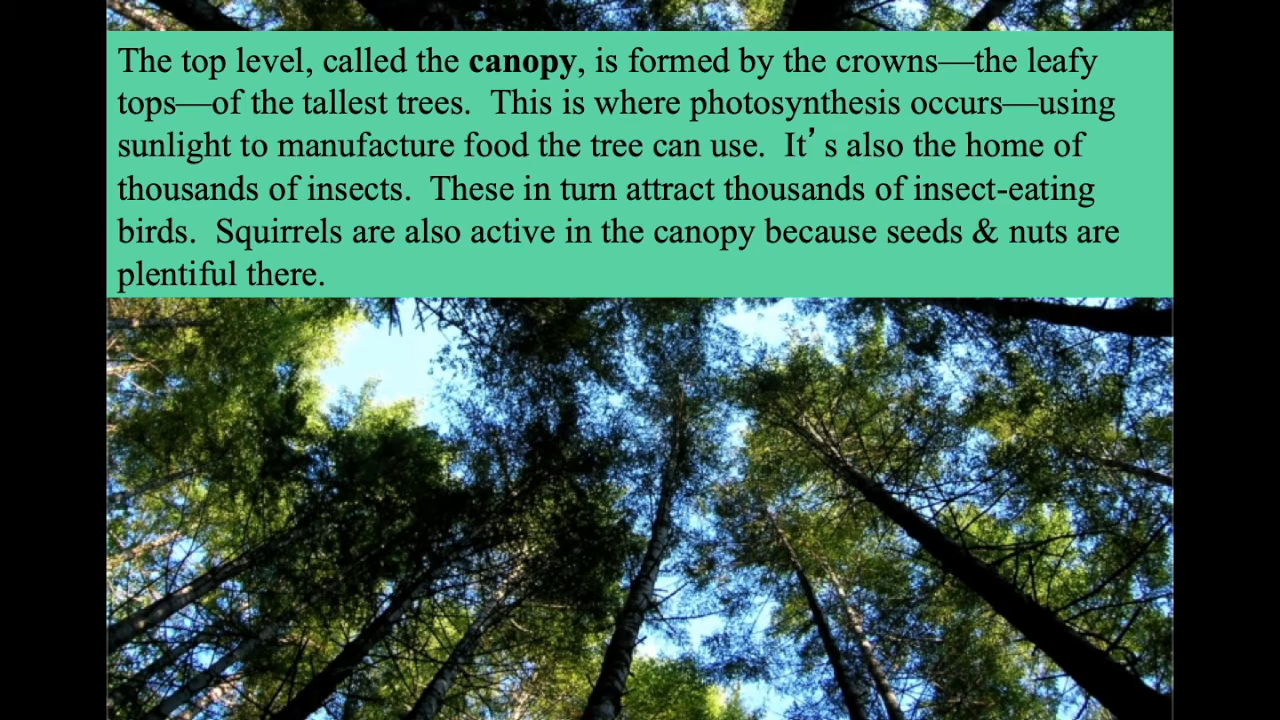 The top level, called the canopy, is formed by the crowns—the leafy
tops—of the tallest trees.  This is where photosynthesis occurs—using
sunlight to manufacture food the tree can use.  It’s also the home of
thousands of insects.  These in turn attract thousands of insect-eating
birds.  Squirrels are also active in the canopy because seeds & nuts are
plentiful there.